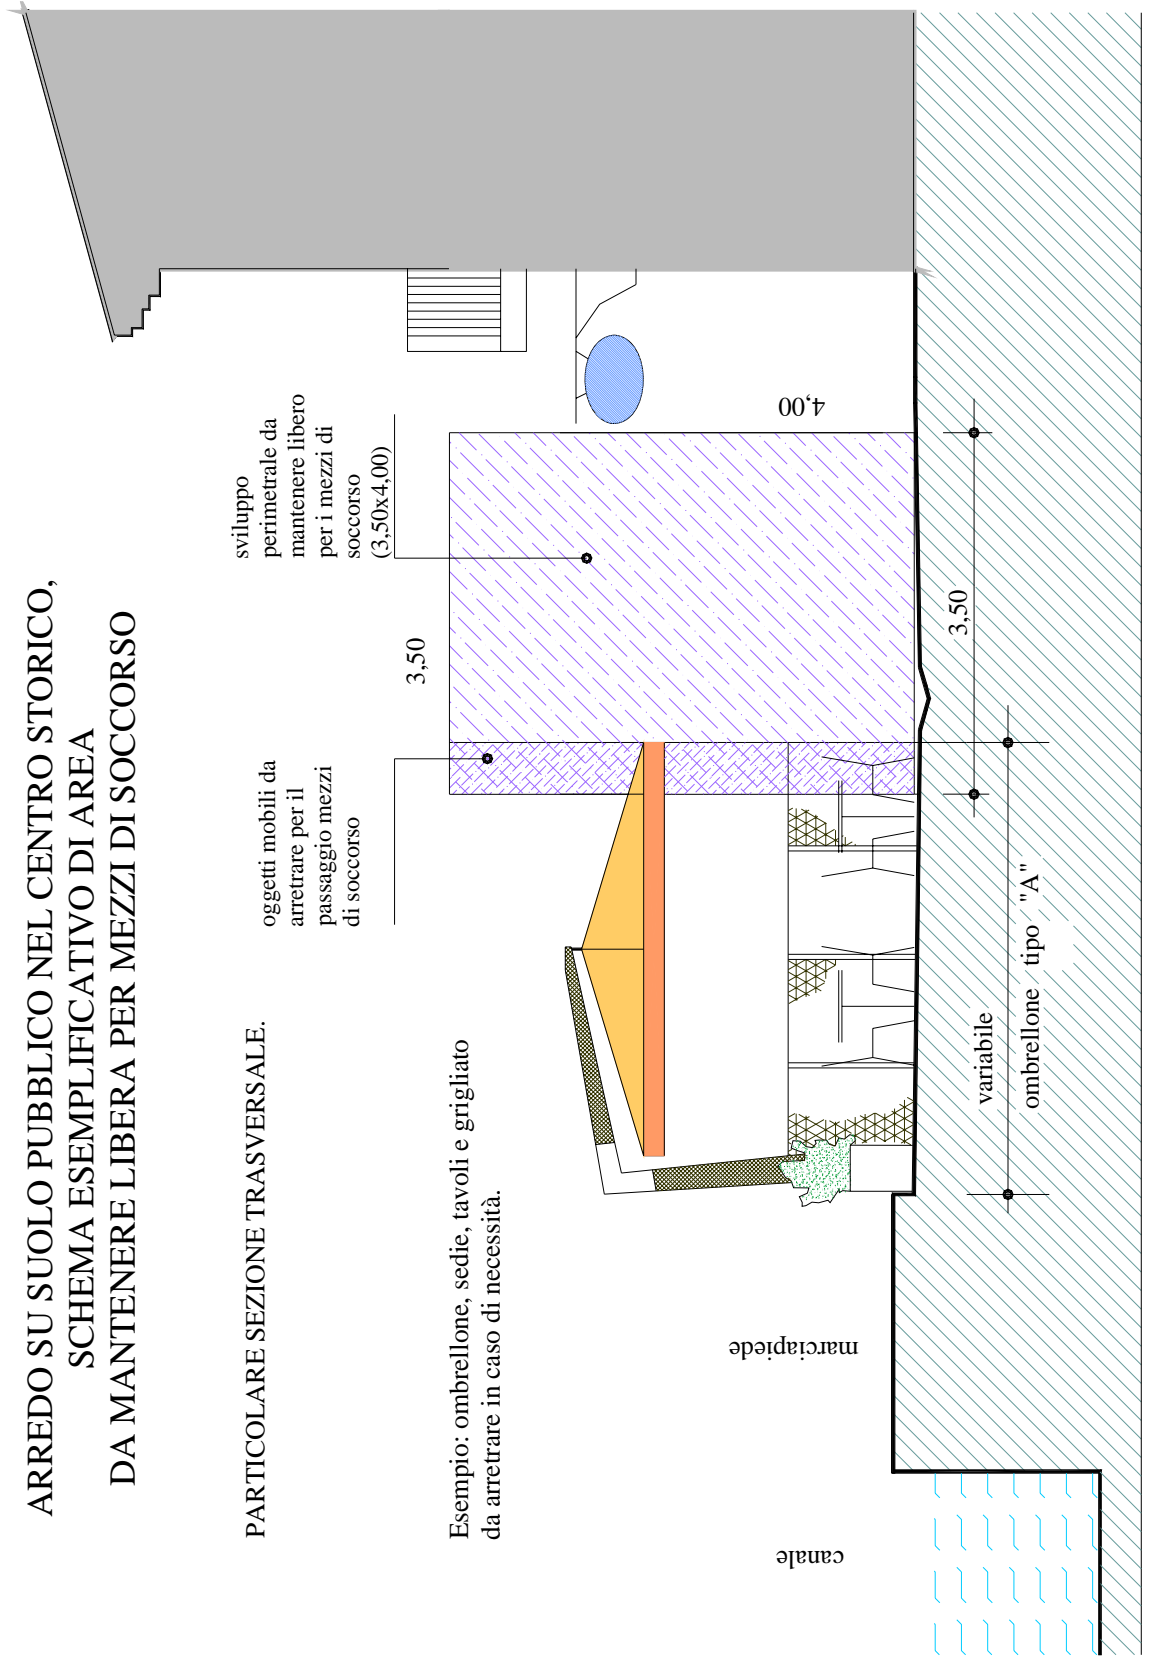 ARREDO SU SUOLO PUBBLICO NEL CENTRO STORICO,
SCHEMA ESEMPLIFICATIVO DI AREA
DA MANTENERE LIBERA PER MEZZI DI SOCCORSO
PARTICOLARE SEZIONE TRASVERSALE.
Esempio: ombrellone, sedie, tavoli e grigliato
da arretrare in caso di necessità.
oggetti mobili da
arretrare per il
passaggio mezzi
di soccorso
sviluppo
perimetrale da
mantenere libero
per i mezzi di
soccorso
(3,50x4,00)
3,50
4,00
canale
marciapiede
3,50
variabile
ombrellone tipo "A"